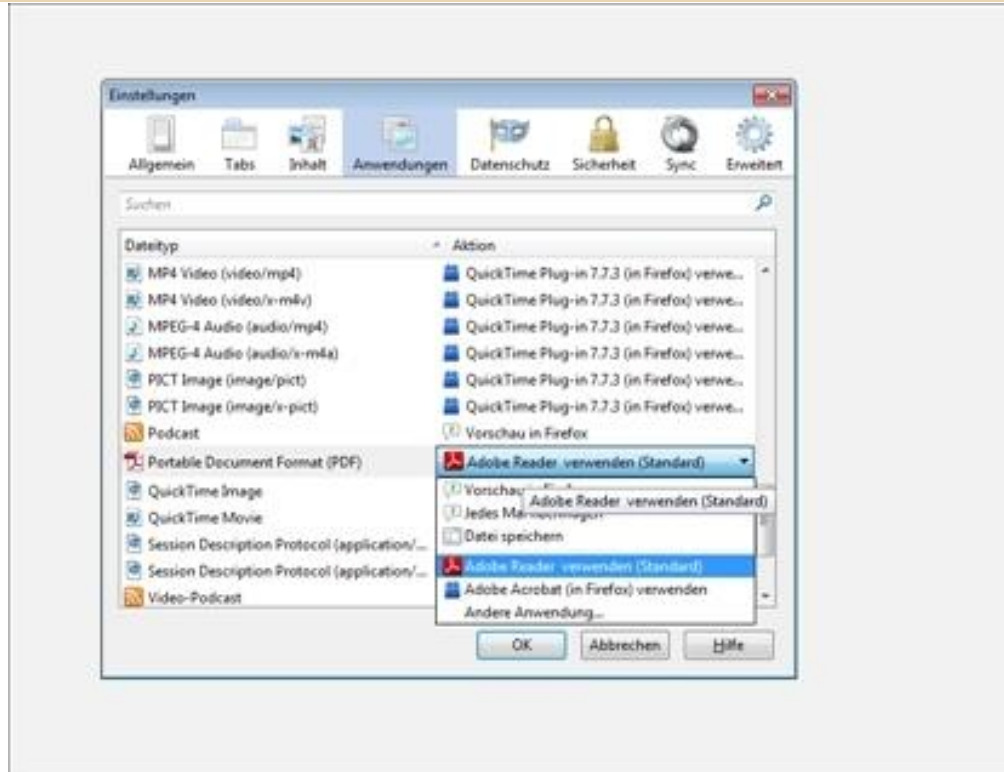 Einstellungen
Allgemein Tabs Inhalt Anwendungen Datenschutz Sicherheit Sync Erweitert
Suchen
Dateityp Aktion
MP4 Video (video/mp4) QuickTime Plug-in 7.7.3 (in Firefox) verwe...
MP4 Video (video/x-m4v) QuickTime Plug-in 7.7.3 (in Firefox) verwe...
MPEG-4 Audio (audio/mp4) QuickTime Plug-in 7.7.3 (in Firefox) verwe...
MPEG-4 Audio (audio/x-m4a) QuickTime Plug-in 7.7.3 (in Firefox) verwe...
PICT Image (image/pict) QuickTime Plug-in 7.7.3 (in Firefox) verwe...
PICT Image (image/x-pict) QuickTime Plug-in 7.7.3 (in Firefox) verwe...
Podcast Vorschau in Firefox
Portable Document Format (PDF) Adobe Reader verwenden (Standard)
QuickTime Image Vorschau
Adobe Reader verwenden (Standard)
QuickTime Movie Jedes
Datei speichern
Session Description Protocol (application/...
Session Description Protocol (application/... Adobe Reader verwenden (Standard)
Video-Podcast Adobe Acrobat (in Firefox) verwenden
Andere Anwendung...
OK Abbrechen Hilfe